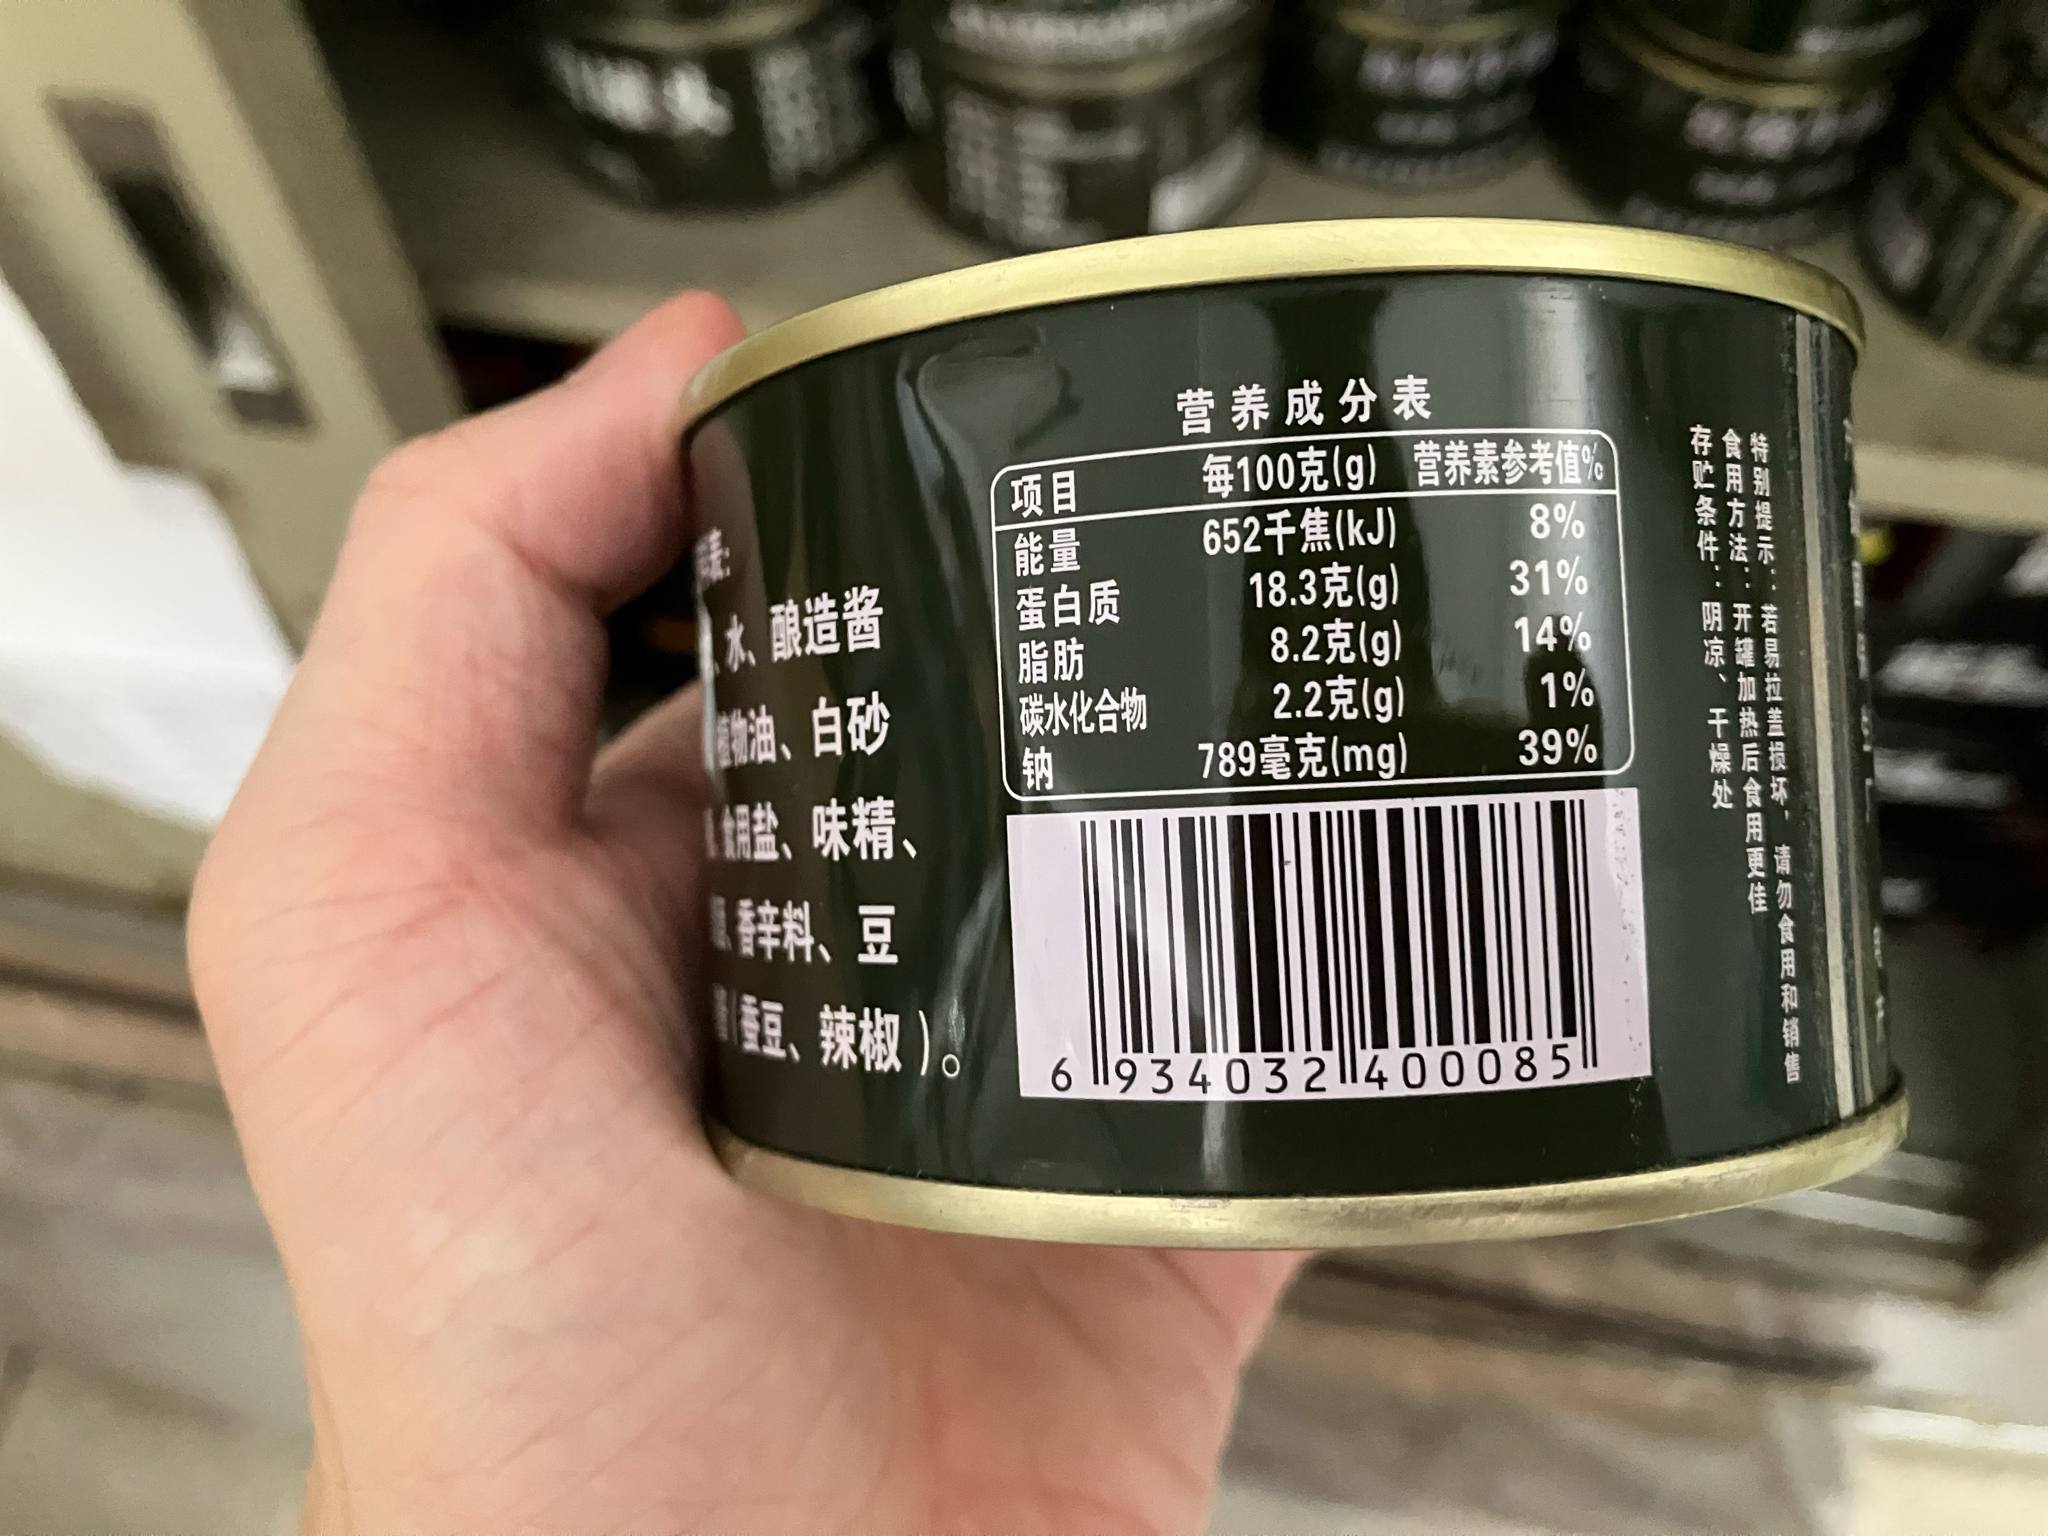 水、酿造酱
植物油、白砂
食用盐、味精、
香辛料、豆
(蚕豆、辣椒)。
营养成分表
项目 每100克(g) 营养素参考值%
能量 652千焦(kJ) 8%
蛋白质 18.3克(g) 31%
脂肪 8.2克(g) 14%
碳水化合物 2.2克(g) 1%
钠 789毫克(mg) 39%
6 934032 400085
特别提示：若易拉盖损坏，请勿食用和销售
食用方法：开罐加热后食用更佳
存贮条件：阴凉、干燥处